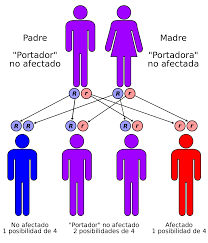 Padre
Madre
"Portador"
no afectado
"Portadora"
no afectada
R r R r
R R R r R r r r
No afectado
1 posibilidad de 4
"Portador" no afectado
2 posibilidades de 4
Afectado
1 posibilidad de 4